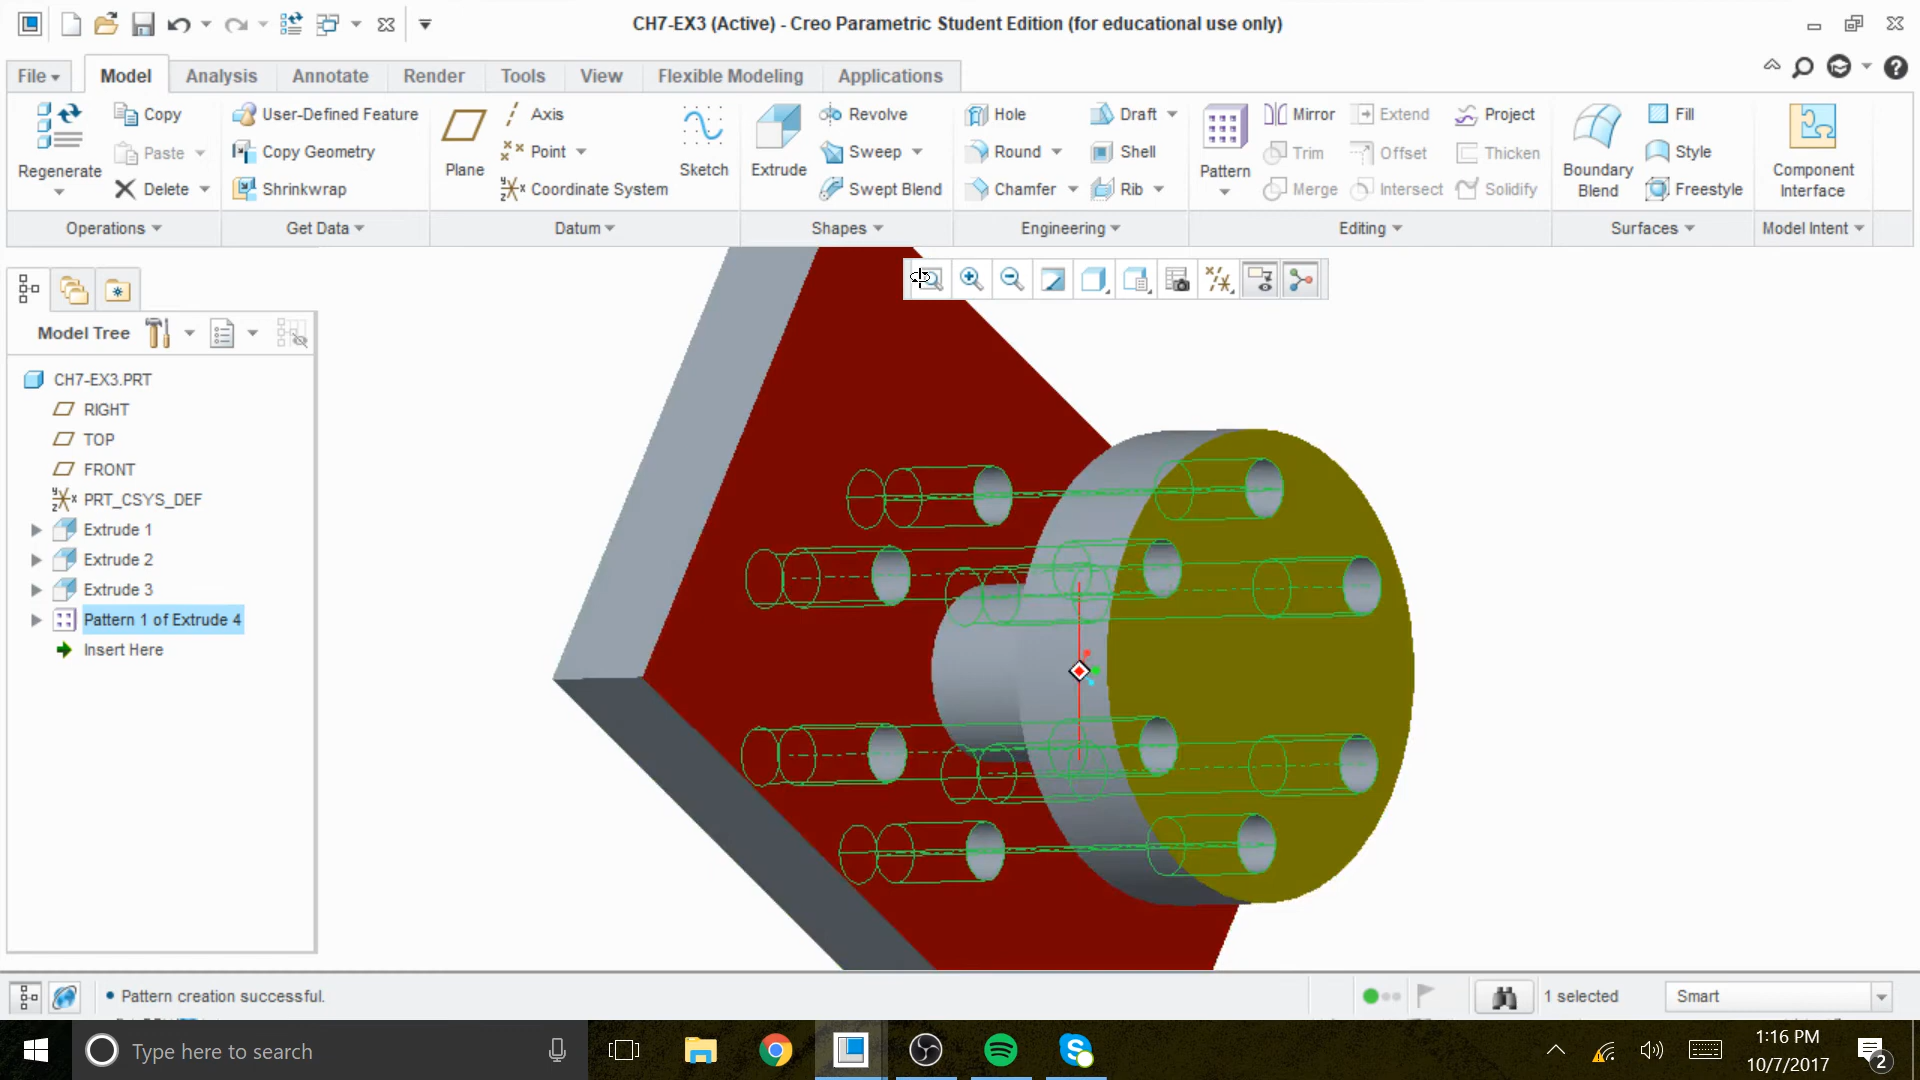 CH7-EX3 (Active) - Creo Parametric Student Edition (for educational use only)
File Model Analysis Annotate Render Tools View Flexible Modeling Applications
Copy User-Defined Feature Axis Revolve Hole Draft Mirror Extend Project Fill
Paste Copy Geometry Point Sweep Round Shell Trim Offset Thicken Style
Regenerate Plane Sketch Extrude Pattern Boundary Blend Component Interface
Delete Shrinkwrap Coordinate System Swept Blend Chamfer Rib Merge Intersect Solidify Freestyle
Operations Get Data Datum Shapes Engineering Editing Surfaces Model Intent
Model Tree
CH7-EX3.PRT
RIGHT
TOP
FRONT
PRT_CSYS_DEF
Extrude 1
Extrude 2
Extrude 3
Pattern 1 of Extrude 4
Insert Here
Pattern creation successful.
1 selected
Smart
Type here to search
1:16 PM
10/7/2017
2